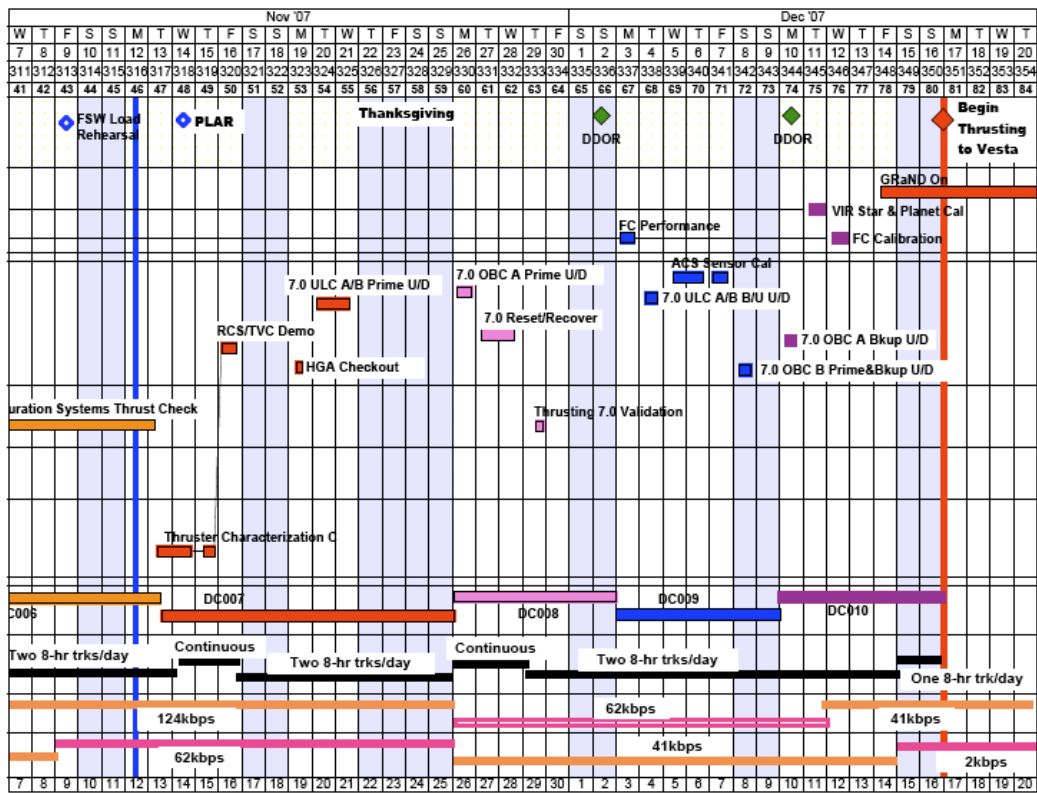 Nov '07 Dec '07
W T F S S M T W T F S S M T W T F S S M T W T F S S M T W T F S S M T W T F S S M T W T
7 8 9 10 11 12 13 14 15 16 17 18 19 20 21 22 23 24 25 26 27 28 29 30 1 2 3 4 5 6 7 8 9 10 11 12 13 14 15 16 17 18 19 20
311 312 313 314 315 316 317 318 319 320 321 322 323 324 325 326 327 328 329 330 331 332 333 334 335 336 337 338 339 340 341 342 343 344 345 346 347 348 349 350 351 352 353 354
41 42 43 44 45 46 47 48 49 50 51 52 53 54 55 56 57 58 59 60 61 62 63 64 65 66 67 68 69 70 71 72 73 74 75 76 77 78 79 80 81 82 83 84
FSW Load
Rehearsal
PLAR
Thanksgiving
DDOR
DDOR
Begin
Thrusting
to Vesta
GRaND On
VIR Star & Planet Cal
FC Performance
FC Calibration
ACS Sensor Cal
7.0 OBC A Prime U/D
7.0 ULC A/B Prime U/D
7.0 ULC A/B B/U U/D
7.0 Reset/Recover
RCS/TVC Demo
7.0 OBC A Bkup U/D
HGA Checkout
7.0 OBC B Prime&Bkup U/D
uration Systems Thrust Check
Thrusting 7.0 Validation
Thruster Characterization C
C006
DC007
DC008
DC009
DC010
Two 8-hr trks/day
Continuous
Two 8-hr trks/day
Continuous
Two 8-hr trks/day
One 8-hr trk/day
124kbps
62kbps
41kbps
62kbps
41kbps
2kbps
7 8 9 10 11 12 13 14 15 16 17 18 19 20 21 22 23 24 25 26 27 28 29 30 1 2 3 4 5 6 7 8 9 10 11 12 13 14 15 16 17 18 19 20